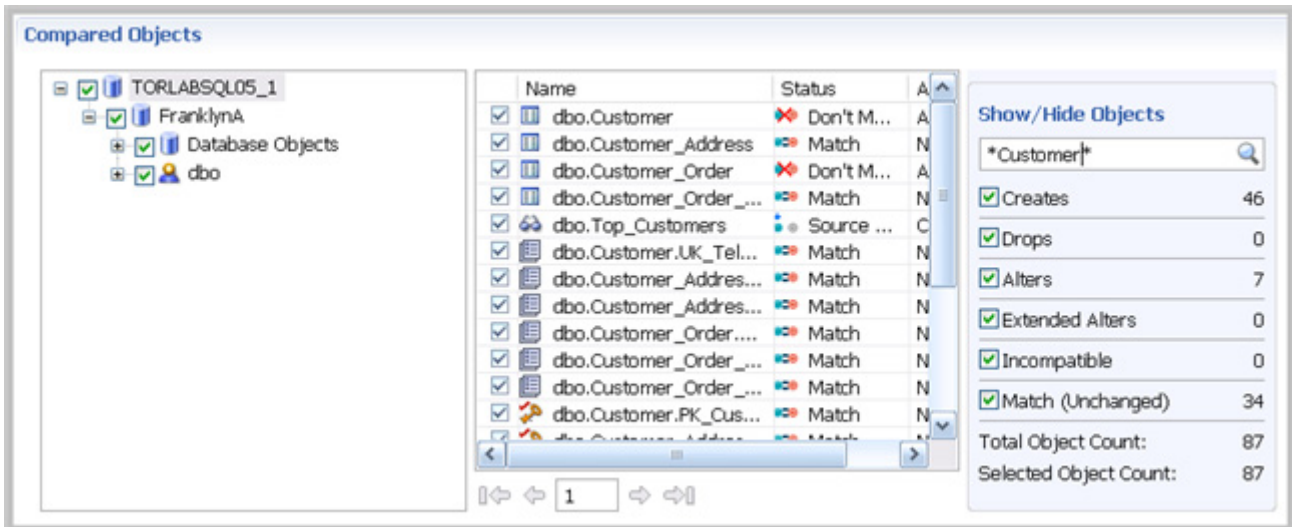 Compared Objects
TORLABSQL05_1
FranklynA
Database Objects
dbo
Name Status A
dbo.Customer Don't M... A
dbo.Customer_Address Match N
dbo.Customer_Order Don't M... A
dbo.Customer_Order_... Match N
dbo.Top_Customers Source ... C
dbo.Customer.UK_Tel... Match N
dbo.Customer_Addres... Match N
dbo.Customer_Addres... Match N
dbo.Customer_Order.... Match N
dbo.Customer_Order_... Match N
dbo.Customer_Order_... Match N
dbo.Customer.PK_Cus... Match N
1
Show/Hide Objects
*Customer*
Creates 46
Drops 0
Alters 7
Extended Alters 0
Incompatible 0
Match (Unchanged) 34
Total Object Count: 87
Selected Object Count: 87